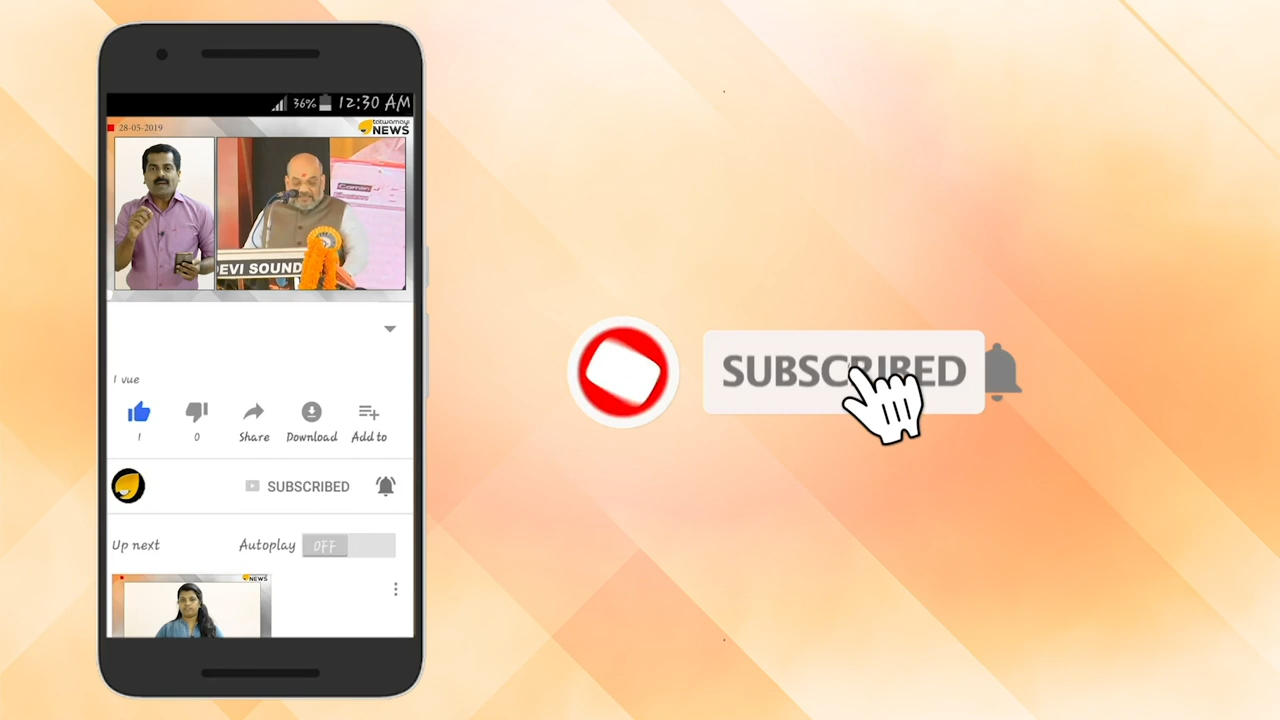 36% 12:30 AM
28-05-2019
tatwamayi
NEWS
DEVI SOUND
1 vue
1
0
Share
Download
Add to
SUBSCRIBED
Up next
Autoplay
OFF
NEWS
SUBSCRIBED